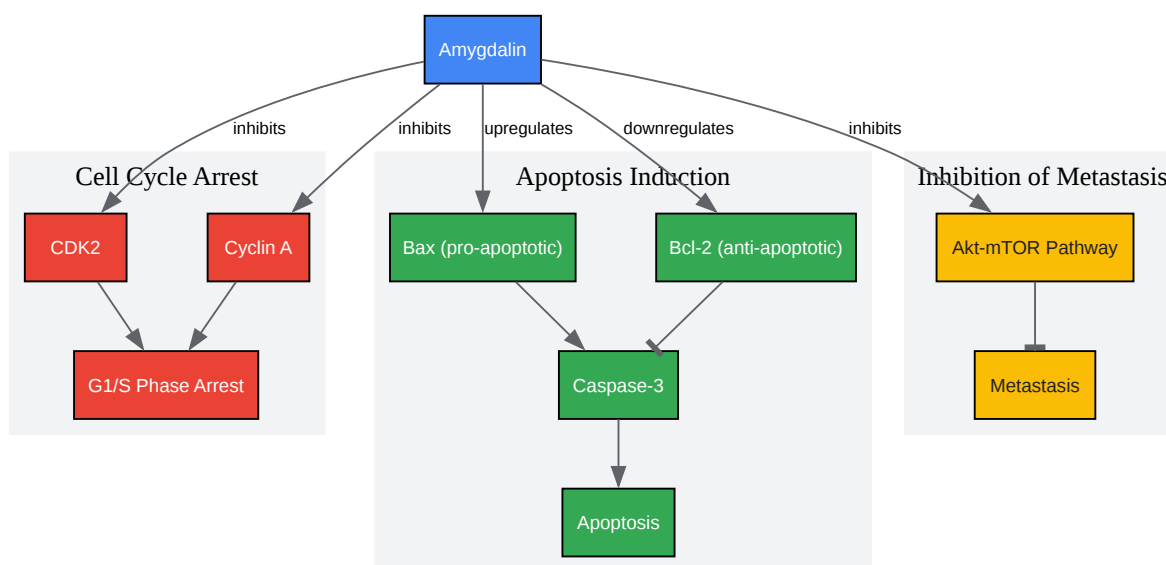 Amygdalin
inhibits
inhibits
upregulates
downregulates
inhibits
Cell Cycle Arrest
Apoptosis Induction
Inhibition of Metastasis
CDK2
Cyclin A
Bax (pro-apoptotic)
Bcl-2 (anti-apoptotic)
Akt-mTOR Pathway
G1/S Phase Arrest
Caspase-3
Metastasis
Apoptosis